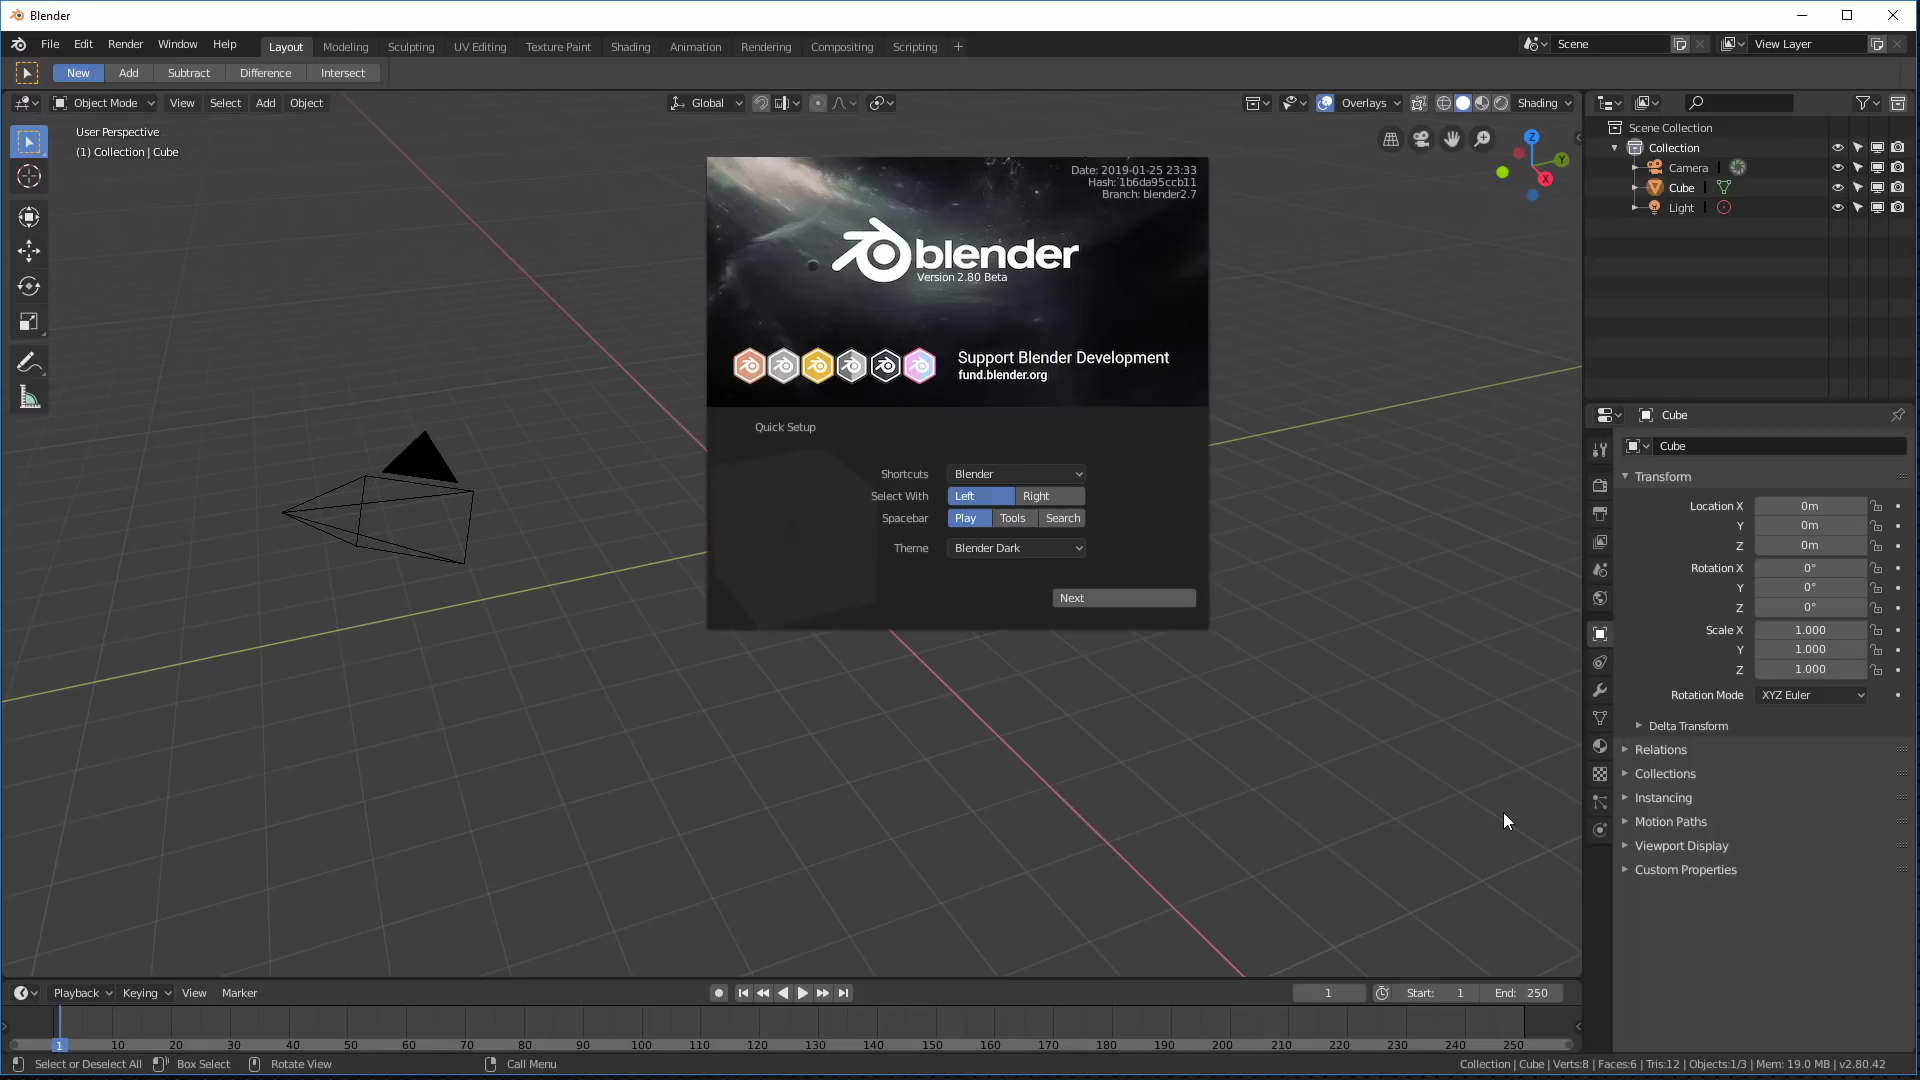 Blender
File Edit Render Window Help Layout Modeling Sculpting UV Editing Texture Paint Shading Animation Rendering Compositing Scripting + Scene View Layer
New Add Subtract Difference Intersect
Object Mode View Select Add Object Global Overlays Shading
User Perspective
(1) Collection | Cube
Z
Y
X
Date: 2019-01-25 23:33
Hash: 1b6da95ccb11
Branch: blender2.7
blender
Version 2.80 Beta
Support Blender Development
fund.blender.org
Quick Setup
Shortcuts Blender
Select With Left Right
Spacebar Play Tools Search
Theme Blender Dark
Next
Scene Collection
Collection
Camera
Cube
Light
Cube
Cube
Transform
Location X 0m
Y 0m
Z 0m
Rotation X 0°
Y 0°
Z 0°
Scale X 1.000
Y 1.000
Z 1.000
Rotation Mode XYZ Euler
Delta Transform
Relations
Collections
Instancing
Motion Paths
Viewport Display
Custom Properties
Playback Keying View Marker 1 Start: 1 End: 250
1 10 20 30 40 50 60 70 80 90 100 110 120 130 140 150 160 170 180 190 200 210 220 230 240 250
Select or Deselect All Box Select Rotate View Call Menu Collection | Cube | Verts:8 | Faces:6 | Tris:12 | Objects:1/3 | Mem: 19.0 MB | v2.80.42